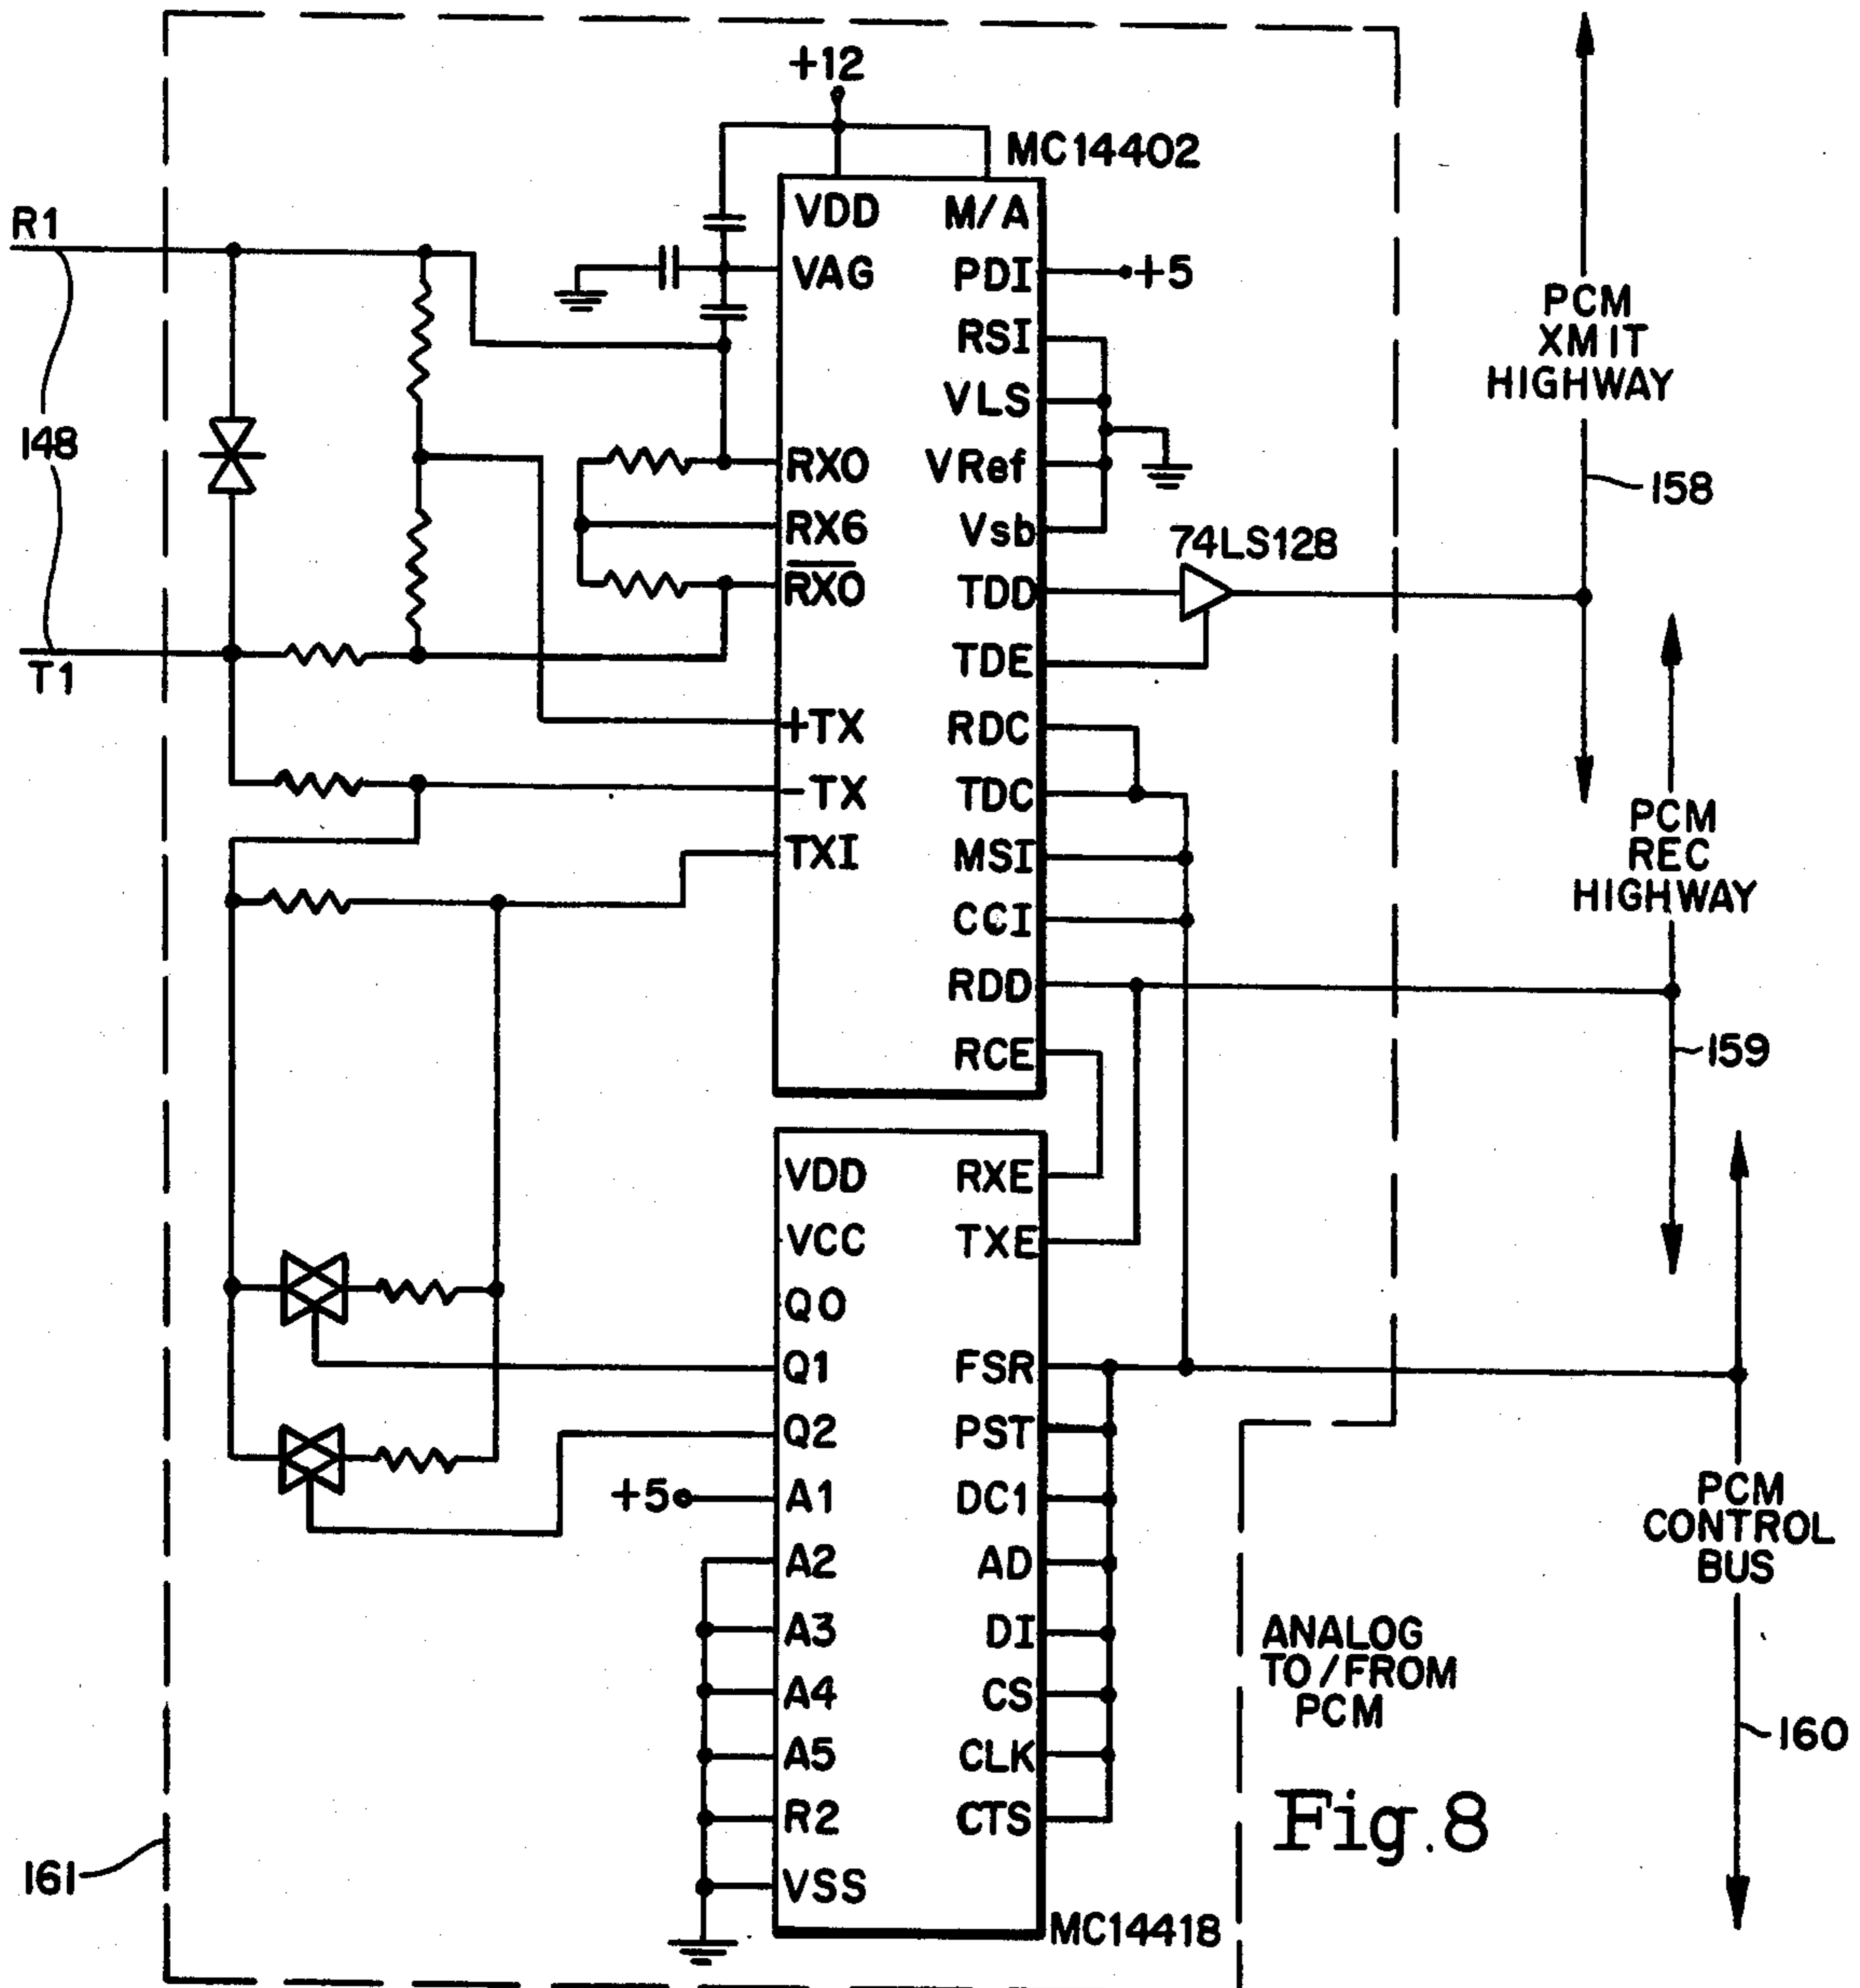 +12
MC14402
R1
148
T1
VDD
VAG
RXO
RX6
RXO
+TX
-TX
TXI
M/A
PDI
+5
RSI
VLS
VRef
Vsb
TDD
TDE
RDC
TDC
MSI
CCI
RDD
RCE
74LS128
PCM
XMIT
HIGHWAY
158
PCM
REC
HIGHWAY
159
VDD
VCC
Q0
Q1
Q2
+5
A1
A2
A3
A4
A5
R2
VSS
RXE
TXE
FSR
PST
DC1
AD
DI
CS
CLK
CTS
MC14418
PCM
CONTROL
BUS
160
ANALOG
TO/FROM
PCM
161
Fig.8